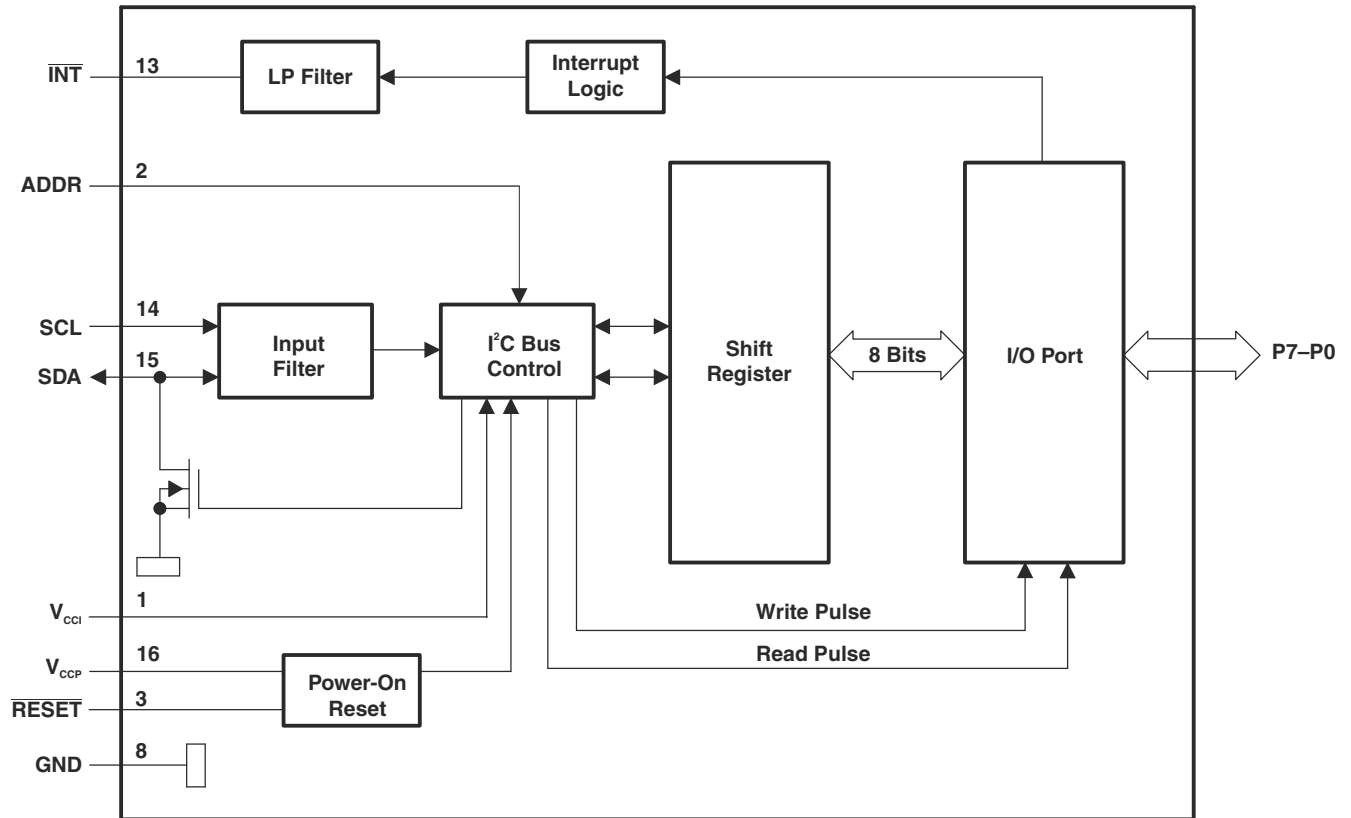 INT
13
LP Filter
Interrupt
Logic
ADDR
2
SCL
14
SDA
15
Input
Filter
I²C Bus
Control
Shift
Register
8 Bits
I/O Port
P7–P0
VCCI
1
Write Pulse
VCCP
16
Read Pulse
RESET
3
Power-On
Reset
GND
8